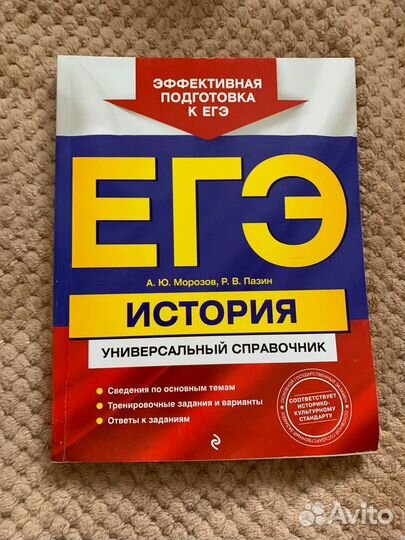 ЭФФЕКТИВНАЯ
ПОДГОТОВКА
К ЕГЭ
ЕГЭ
А. Ю. Морозов, Р. В. Пазин
ИСТОРИЯ
УНИВЕРСАЛЬНЫЙ СПРАВОЧНИК
• Сведения по основным темам
• Тренировочные задания и варианты
• Ответы к заданиям
СООТВЕТСТВУЕТ
ИСТОРИКО-
КУЛЬТУРНОМУ
СТАНДАРТУ
Avito